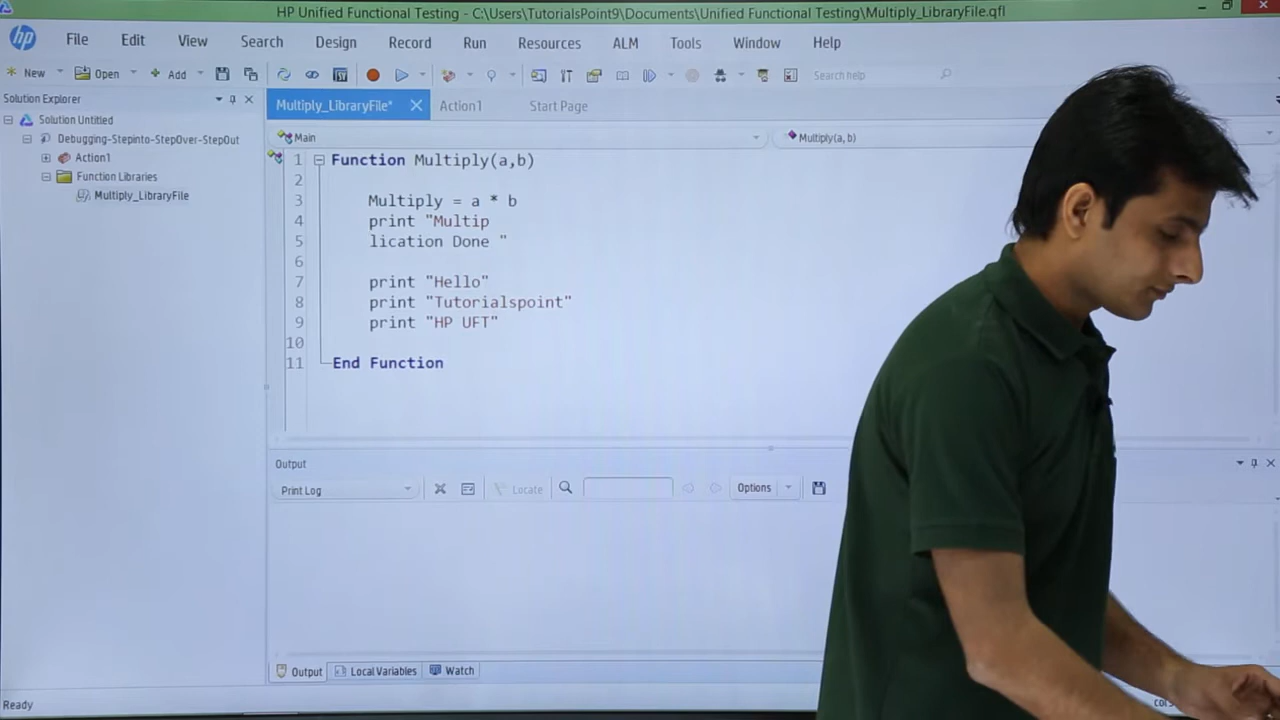 HP Unified Functional Testing - C:\Users\TutorialsPoint9\Documents\Unified Functional Testing\Multiply_LibraryFile.qfl
hp File Edit View Search Design Record Run Resources ALM Tools Window Help
New Open Add Search help
Solution Explorer
Multiply_LibraryFile* Action1 Start Page
Solution Untitled
Debugging-Stepinto-StepOver-StepOut
Action1
Function Libraries
Multiply_LibraryFile
Main Multiply(a, b)
1 Function Multiply(a,b)
2
3 Multiply = a * b
4 print "Multip
5 lication Done "
6
7 print "Hello"
8 print "Tutorialspoint"
9 print "HP UFT"
10
11 End Function
Output
Print Log Locate Options
Output Local Variables Watch
Ready